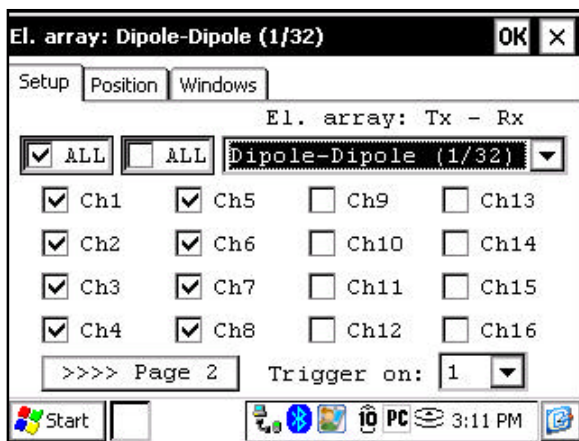 El. array: Dipole-Dipole (1/32) OK
Setup Position Windows
El. array: Tx - Rx
ALL ALL Dipole-Dipole (1/32)
Ch1 Ch5 Ch9 Ch13
Ch2 Ch6 Ch10 Ch14
Ch3 Ch7 Ch11 Ch15
Ch4 Ch8 Ch12 Ch16
>>>> Page 2 Trigger on: 1
Start PC 3:11 PM